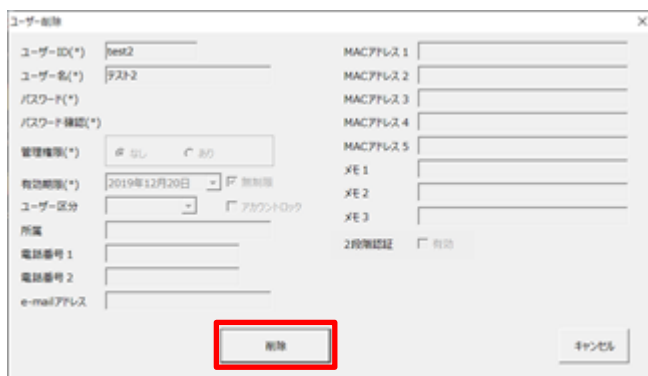 ユーザー削除
ユーザーID(*) test2
ユーザー名(*) テスト2
パスワード(*)
パスワード確認(*)
管理権限(*) なし あり
有効期限(*) 2019年12月20日 無制限
ユーザー区分 アカウントロック
所属
電話番号1
電話番号2
e-mailアドレス
MACアドレス1
MACアドレス2
MACアドレス3
MACアドレス4
MACアドレス5
メモ1
メモ2
メモ3
2段階認証 有効
削除
キャンセル